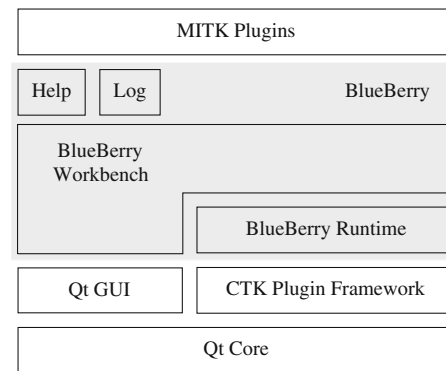 MITK Plugins
Help
Log
BlueBerry
BlueBerry
Workbench
BlueBerry Runtime
Qt GUI
CTK Plugin Framework
Qt Core